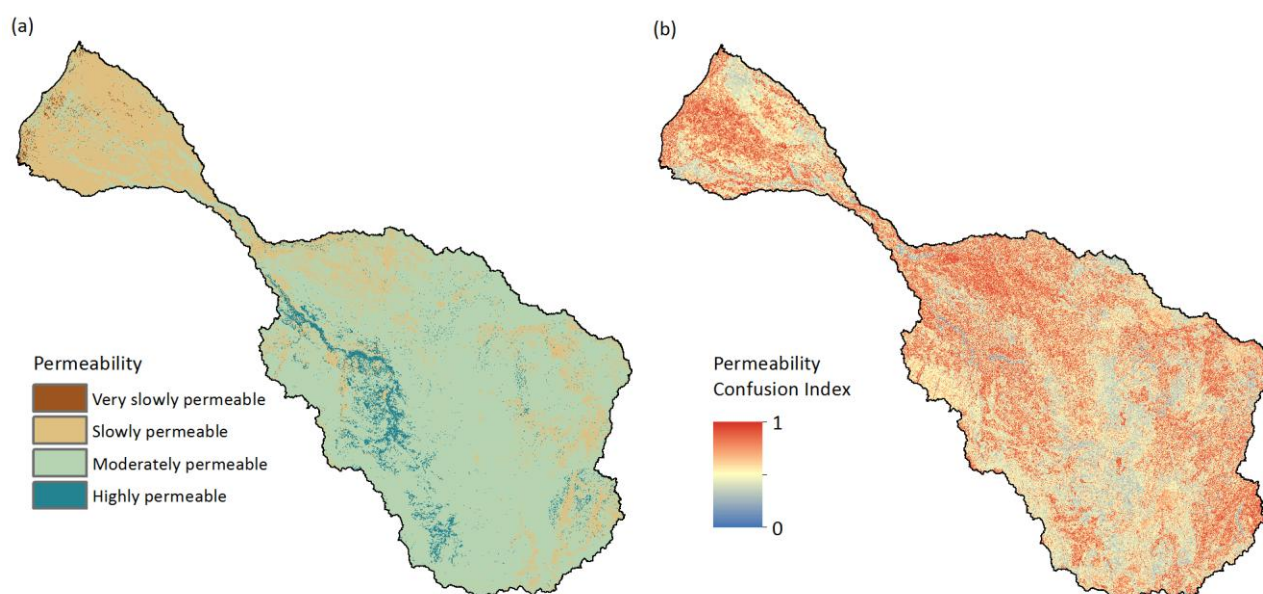 (a)
(b)
Permeability
Very slowly permeable
Slowly permeable
Moderately permeable
Highly permeable
Permeability
Confusion Index
1
0